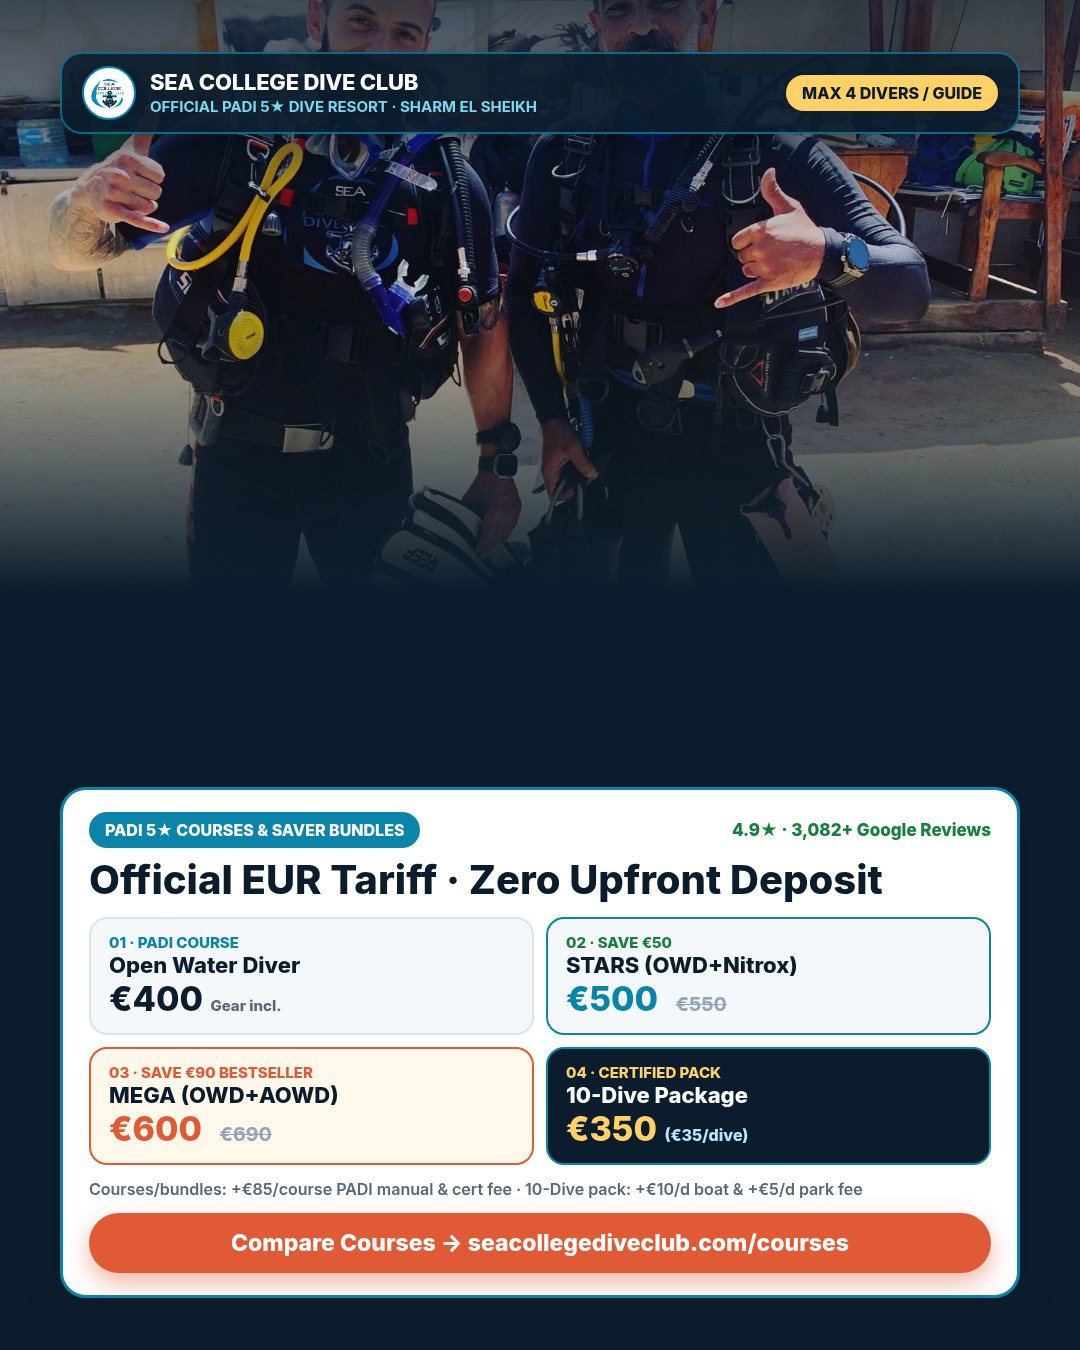 SEA COLLEGE DIVE CLUB
OFFICIAL PADI 5★ DIVE RESORT · SHARM EL SHEIKH
MAX 4 DIVERS / GUIDE
SEA
PADI 5★ COURSES & SAVER BUNDLES
4.9★ · 3,082+ Google Reviews
Official EUR Tariff · Zero Upfront Deposit
01 · PADI COURSE
Open Water Diver
€400 Gear incl.
02 · SAVE €50
STARS (OWD+Nitrox)
€500 €550
03 · SAVE €90 BESTSELLER
MEGA (OWD+AOWD)
€600 €690
04 · CERTIFIED PACK
10-Dive Package
€350 (€35/dive)
Courses/bundles: +€85/course PADI manual & cert fee · 10-Dive pack: +€10/d boat & +€5/d park fee
Compare Courses → seacollegediveclub.com/courses